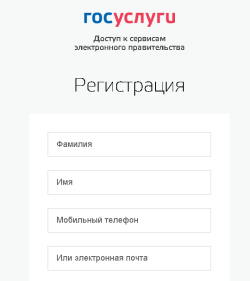 госуслуги
Доступ к сервисам
электронного правительства
Регистрация
Фамилия
Имя
Мобильный телефон
Или электронная почта